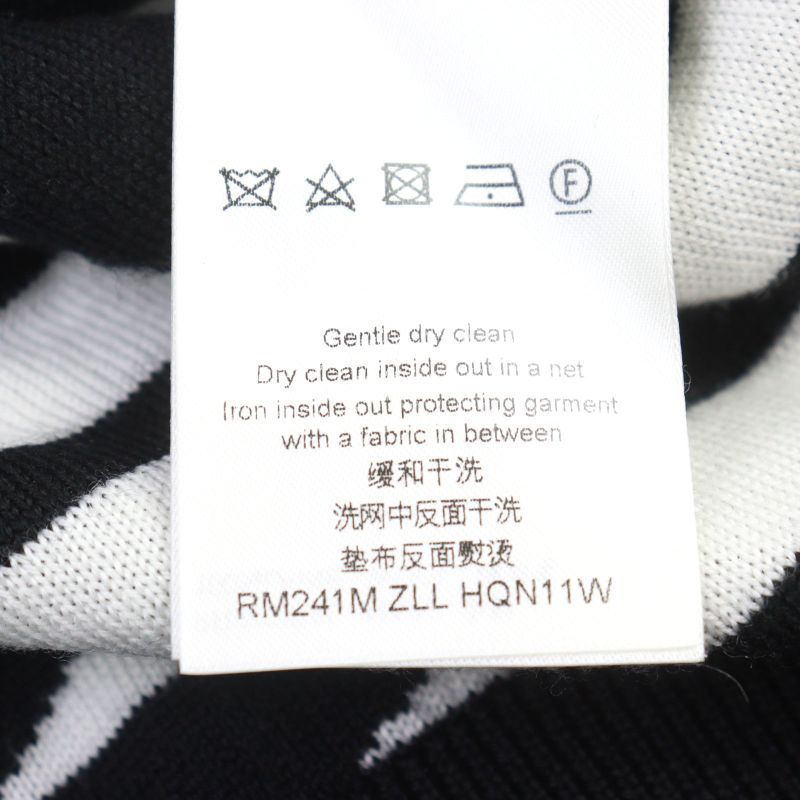 F
Gentle dry clean
Dry clean inside out in a net
Iron inside out protecting garment
with a fabric in between
缓和干洗
洗网中反面干洗
垫布反面熨烫
RM241M ZLL HQN11W